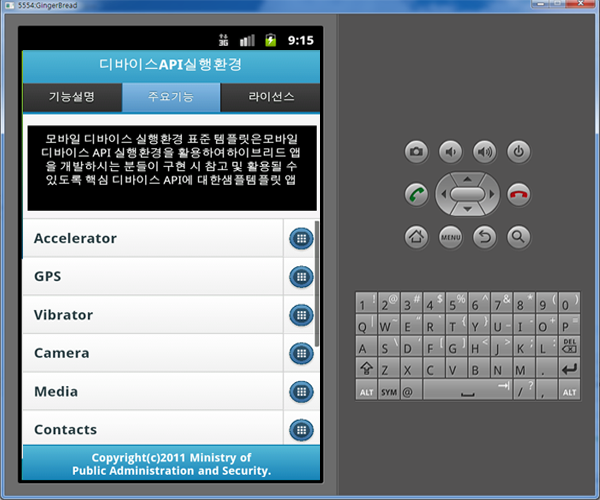 5554:GingerBread
3G 9:15
디바이스API실행환경
기능설명 주요기능 라이선스
모바일 디바이스 실행환경 표준 템플릿은모바일
디바이스 API 실행환경을 활용하여하이브리드 앱
을 개발하시는 분들이 구현 시 참고 및 활용될 수
있도록 핵심 디바이스 API에 대한샘플템플릿 앱
Accelerator
GPS
Vibrator
Camera
Media
Contacts
Copyright(c)2011 Ministry of
Public Administration and Security.
MENU
1 ! 2 @ 3 # 4 $ 5 % 6 ^ 7 & 8 * 9 ( 0 )
Q | W ~ E " R ` T { Y } U _ I - O + P =
A S \ D ' F [ G ] H < J > K ; L : DEL
Z X C V B N M .
ALT SYM @ / ? , ALT